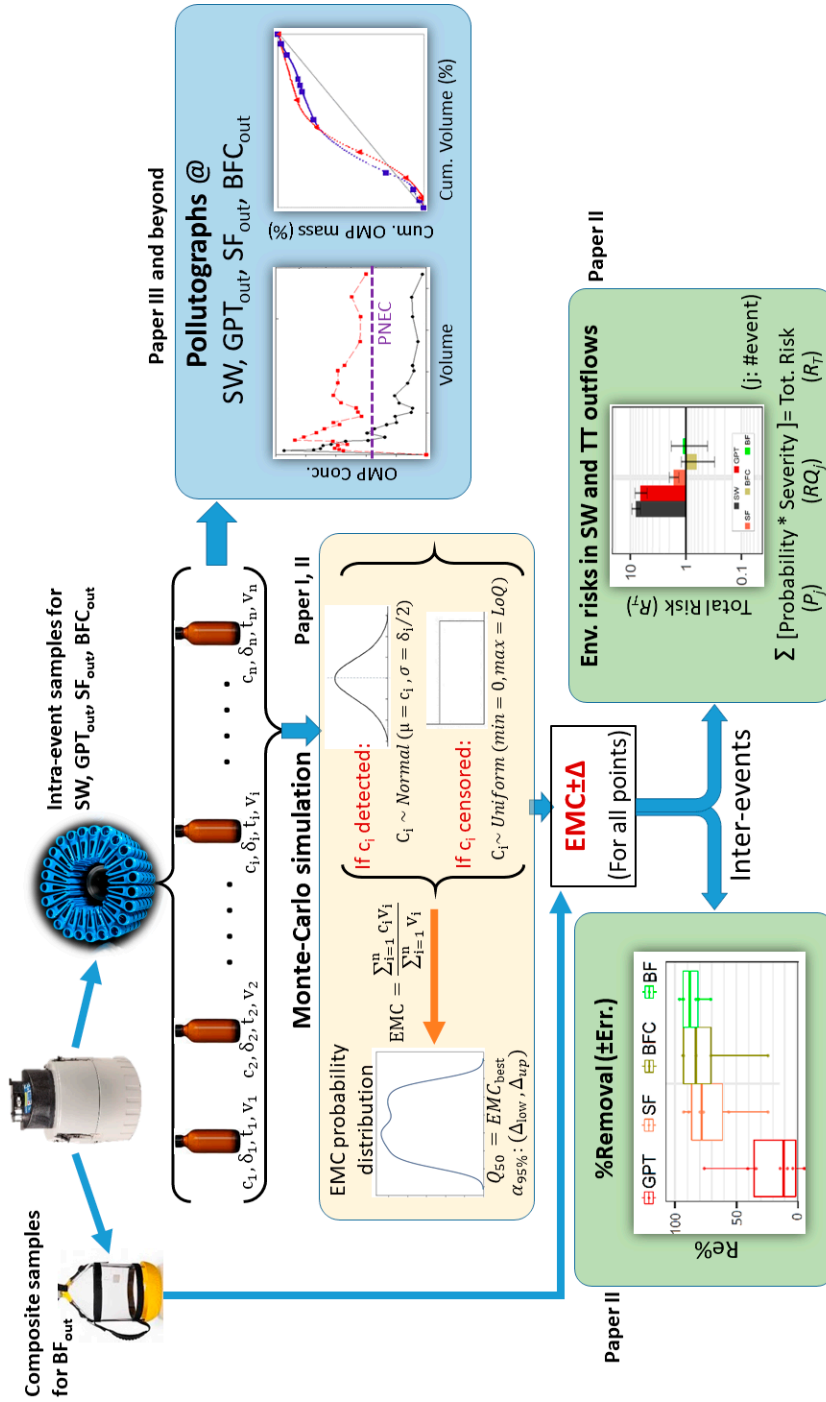 Composite samples
for BF_out
Intra-event samples for
SW, GPT_out, SF_out, BFC_out
c_1, δ_1, t_1, v_1
c_2, δ_2, t_2, v_2
. . . .
c_i, δ_i, t_i, v_i
. . . . .
c_n, δ_n, t_n, v_n
Paper III and beyond
Pollutographs @
SW, GPT_out, SF_out, BFC_out
OMP Conc.
PNEC
Volume
Cum. OMP mass (%)
Cum. Volume (%)
Monte-Carlo simulation
Paper I, II
EMC probability
distribution
EMC = \frac{\sum_{i=1}^{n} c_i v_i}{\sum_{i=1}^{n} v_i}
Q_50 = EMC_best
α_95%: (Δ_low, Δ_up)
If c_i detected:
C_i ~ Normal (μ = c_i, σ = δ_i/2)
If c_i censored:
C_i~ Uniform (min = 0, max = LoQ)
EMC±Δ
(For all points)
Inter-events
Paper II
%Removal (±Err.)
GPT SF BFC BF
Re%
100
50
0
Paper II
Env. risks in SW and TT outflows
Total Risk (R_T)
10
1
0.1
SW GPT BF
SF BFC
(j: #event)
Σ [Probability * Severity ]= Tot. Risk
(P_j) (RQ_j) (R_T)